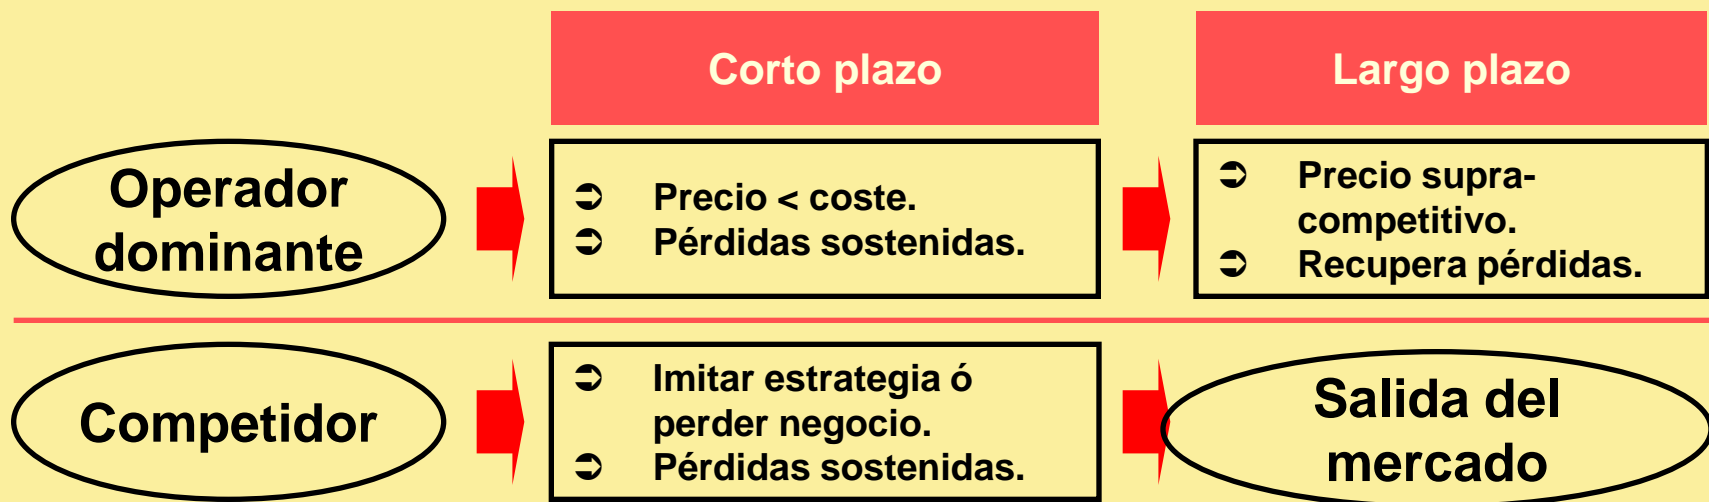 Corto plazo
Largo plazo
Operador
dominante
➲ Precio < coste.
➲ Pérdidas sostenidas.
➲ Precio supra-
competitivo.
➲ Recupera pérdidas.
Competidor
➲ Imitar estrategia ó
perder negocio.
➲ Pérdidas sostenidas.
Salida del
mercado